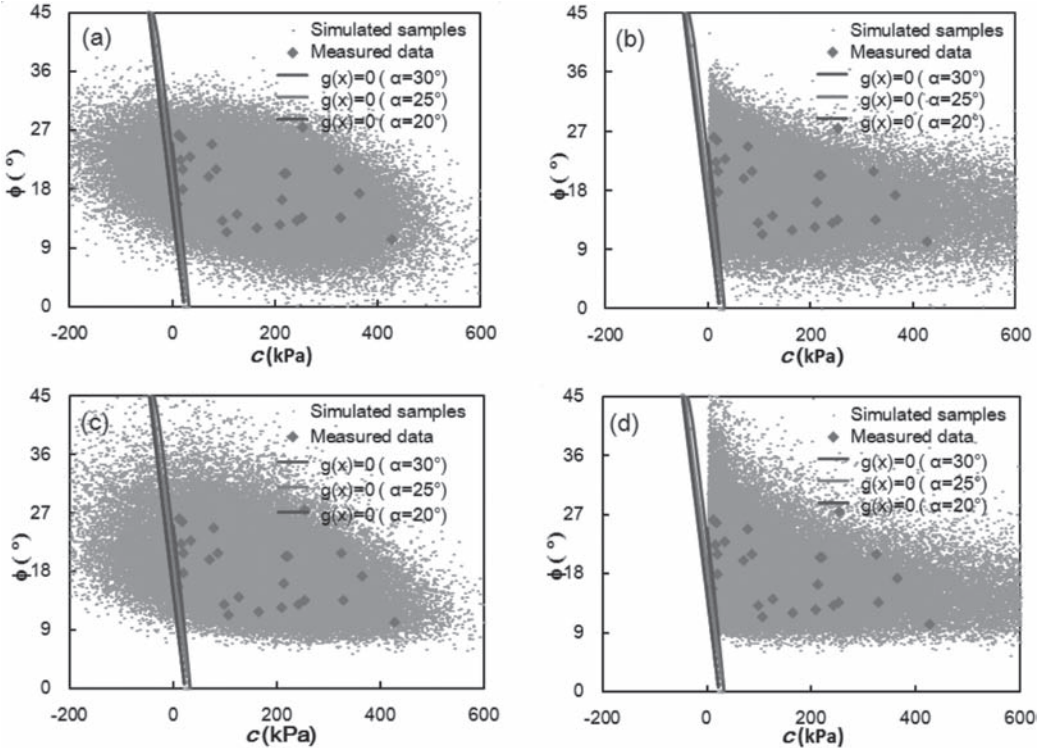 (a)
Simulated samples
Measured data
g(x)=0 ( α=30°)
g(x)=0 ( α=25°)
g(x)=0 ( α=20°)
45
36
27
18
9
0
ϕ ( °)
-200 0 200 400 600
c(kPa)
(b)
Simulated samples
Measured data
g(x)=0 ( α=30°)
g(x)=0 ( α=25°)
g(x)=0 ( α=20°)
45
36
27
18
9
0
ϕ ( °)
-200 0 200 400 600
c(kPa)
(c)
Simulated samples
Measured data
g(x)=0 ( α=30°)
g(x)=0 ( α=25°)
g(x)=0 ( α=20°)
45
36
27
18
9
0
ϕ ( °)
-200 0 200 400 600
c(kPa)
(d)
Simulated samples
Measured data
g(x)=0 ( α=30°)
g(x)=0 ( α=25°)
g(x)=0 ( α=20°)
45
36
27
18
9
0
ϕ ( °)
-200 0 200 400 600
c(kPa)